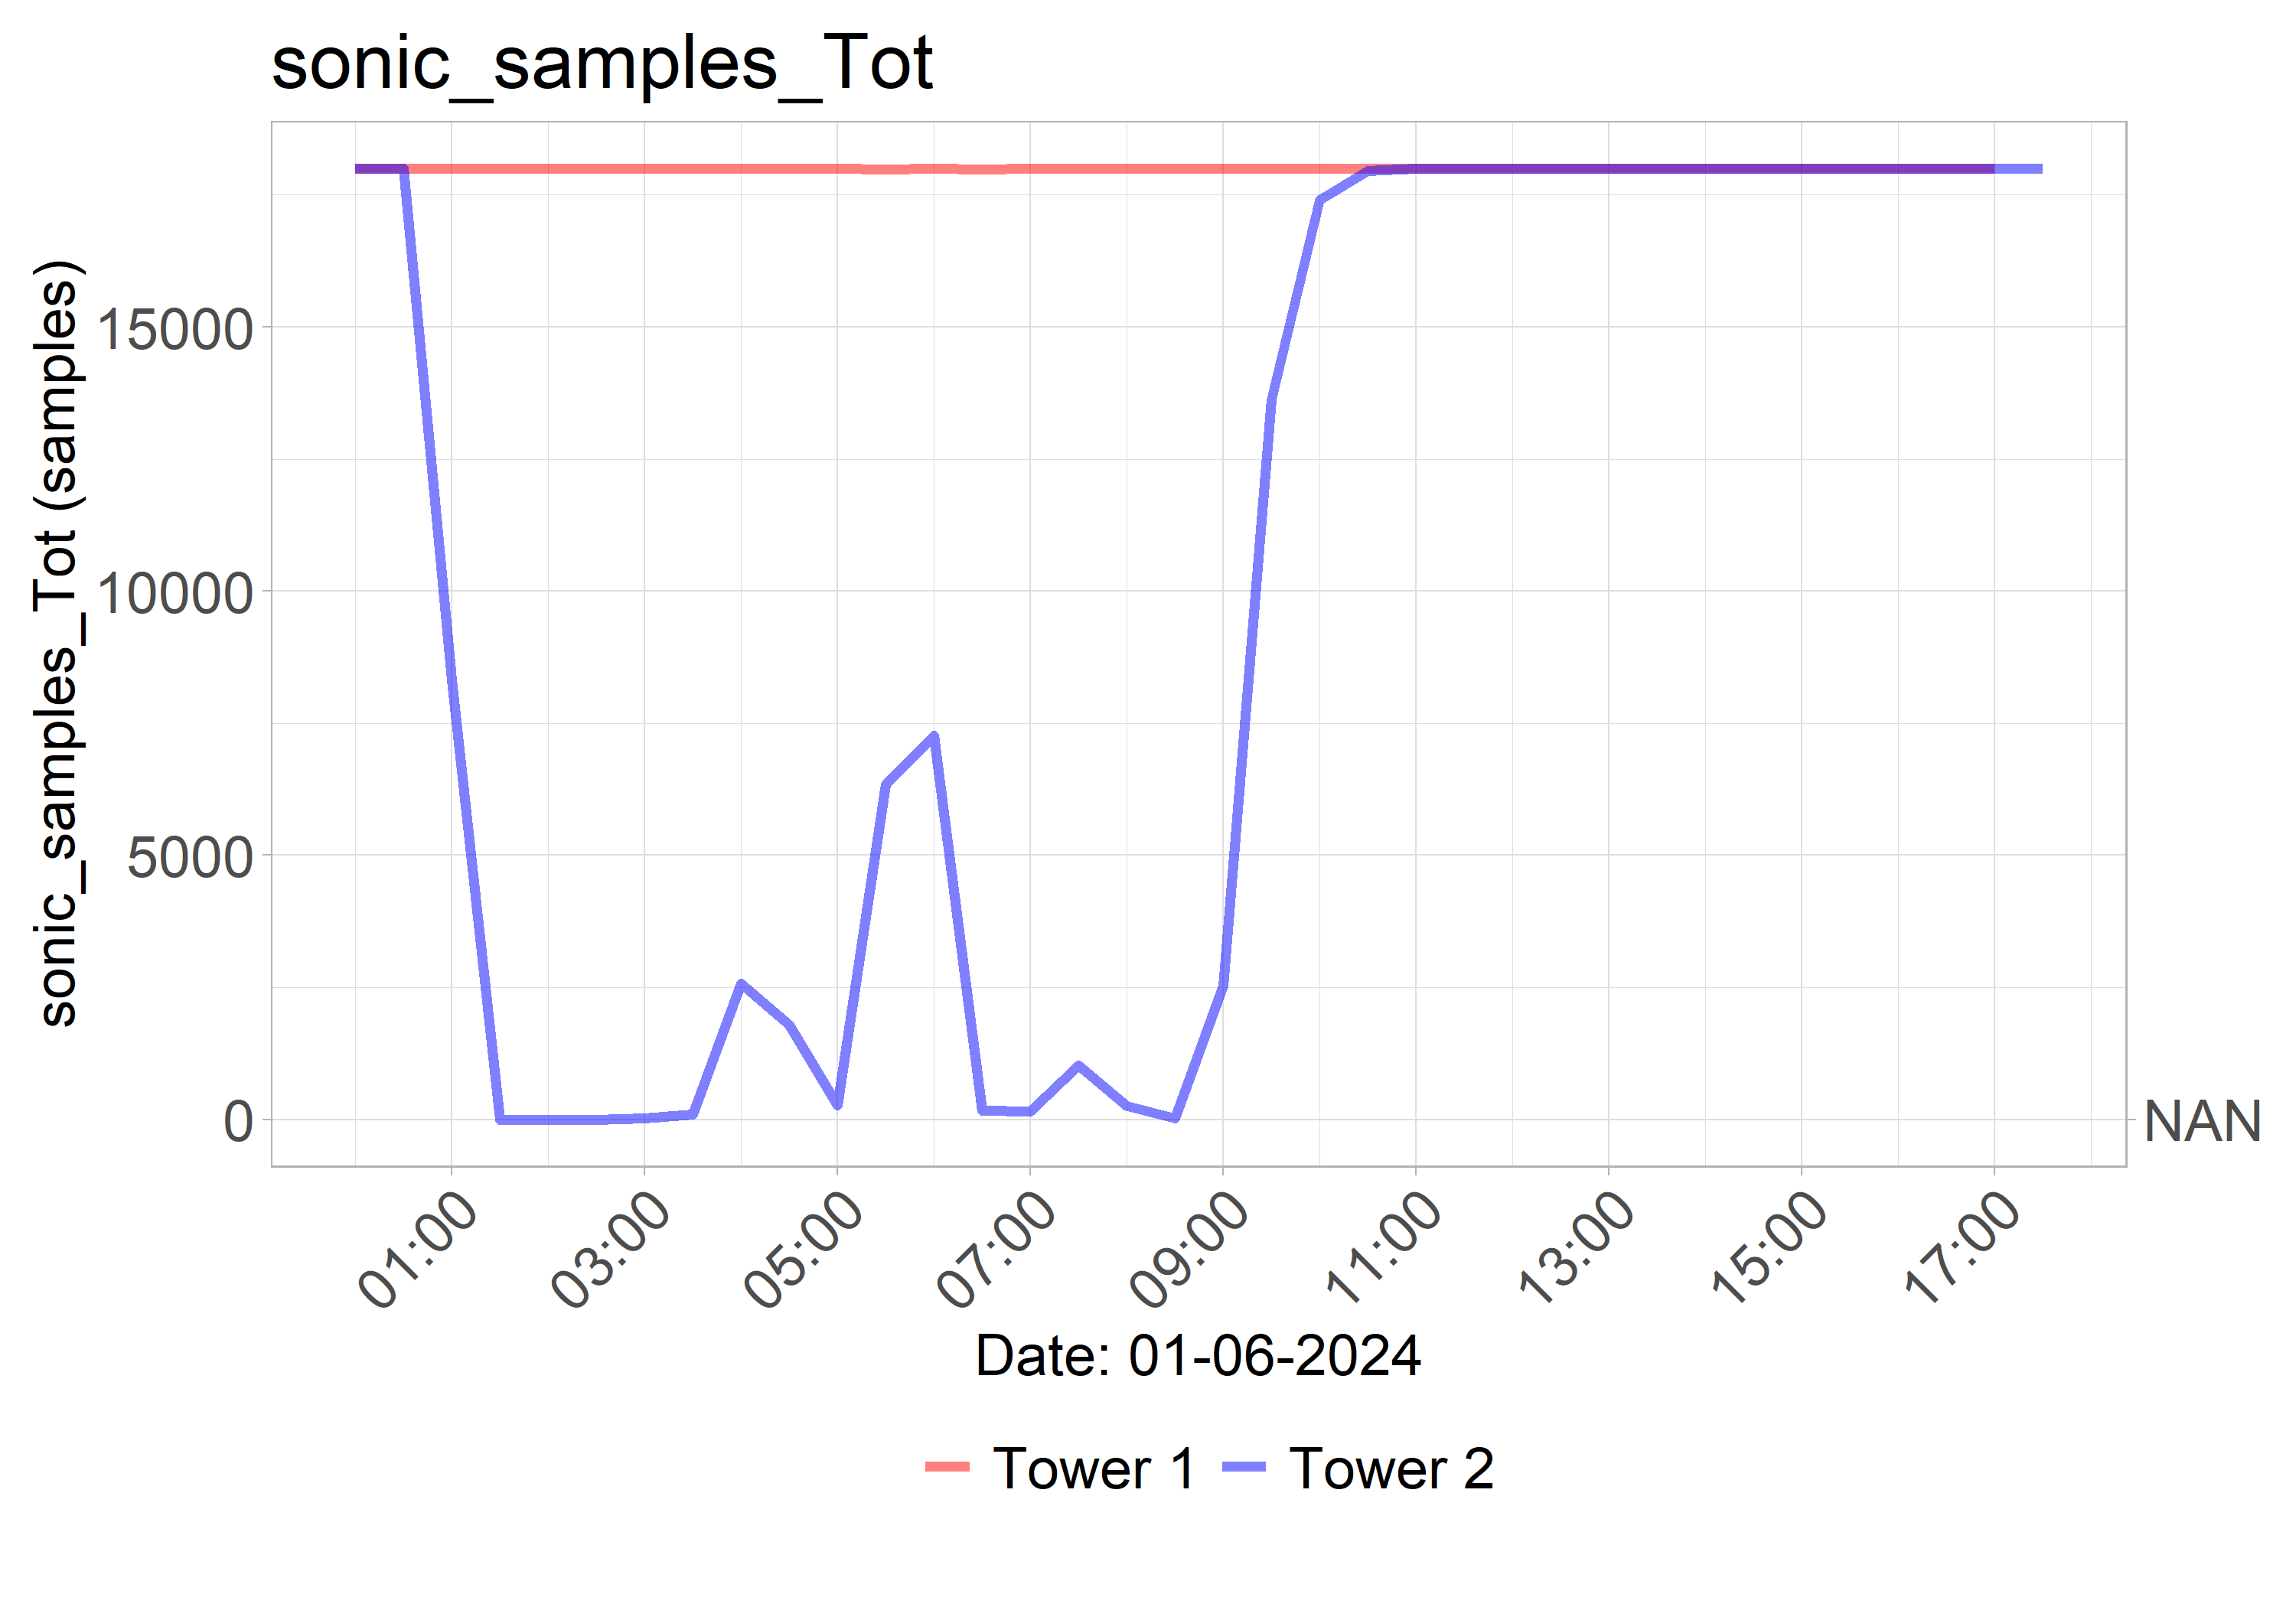 sonic_samples_Tot
sonic_samples_Tot (samples)
15000
10000
5000
0
NAN
01:00
03:00
05:00
07:00
09:00
11:00
13:00
15:00
17:00
Date: 01-06-2024
Tower 1
Tower 2